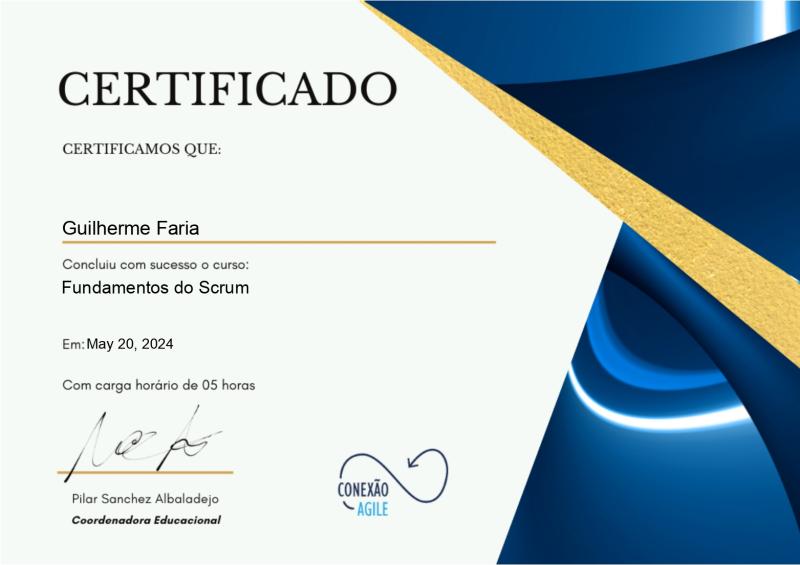 CERTIFICADO
CERTIFICAMOS QUE:
Guilherme Faria
Concluiu com sucesso o curso:
Fundamentos do Scrum
Em: May 20, 2024
Com carga horário de 05 horas
Pilar Sanchez Albaladejo
Coordenadora Educacional
CONEXÃO
AGILE